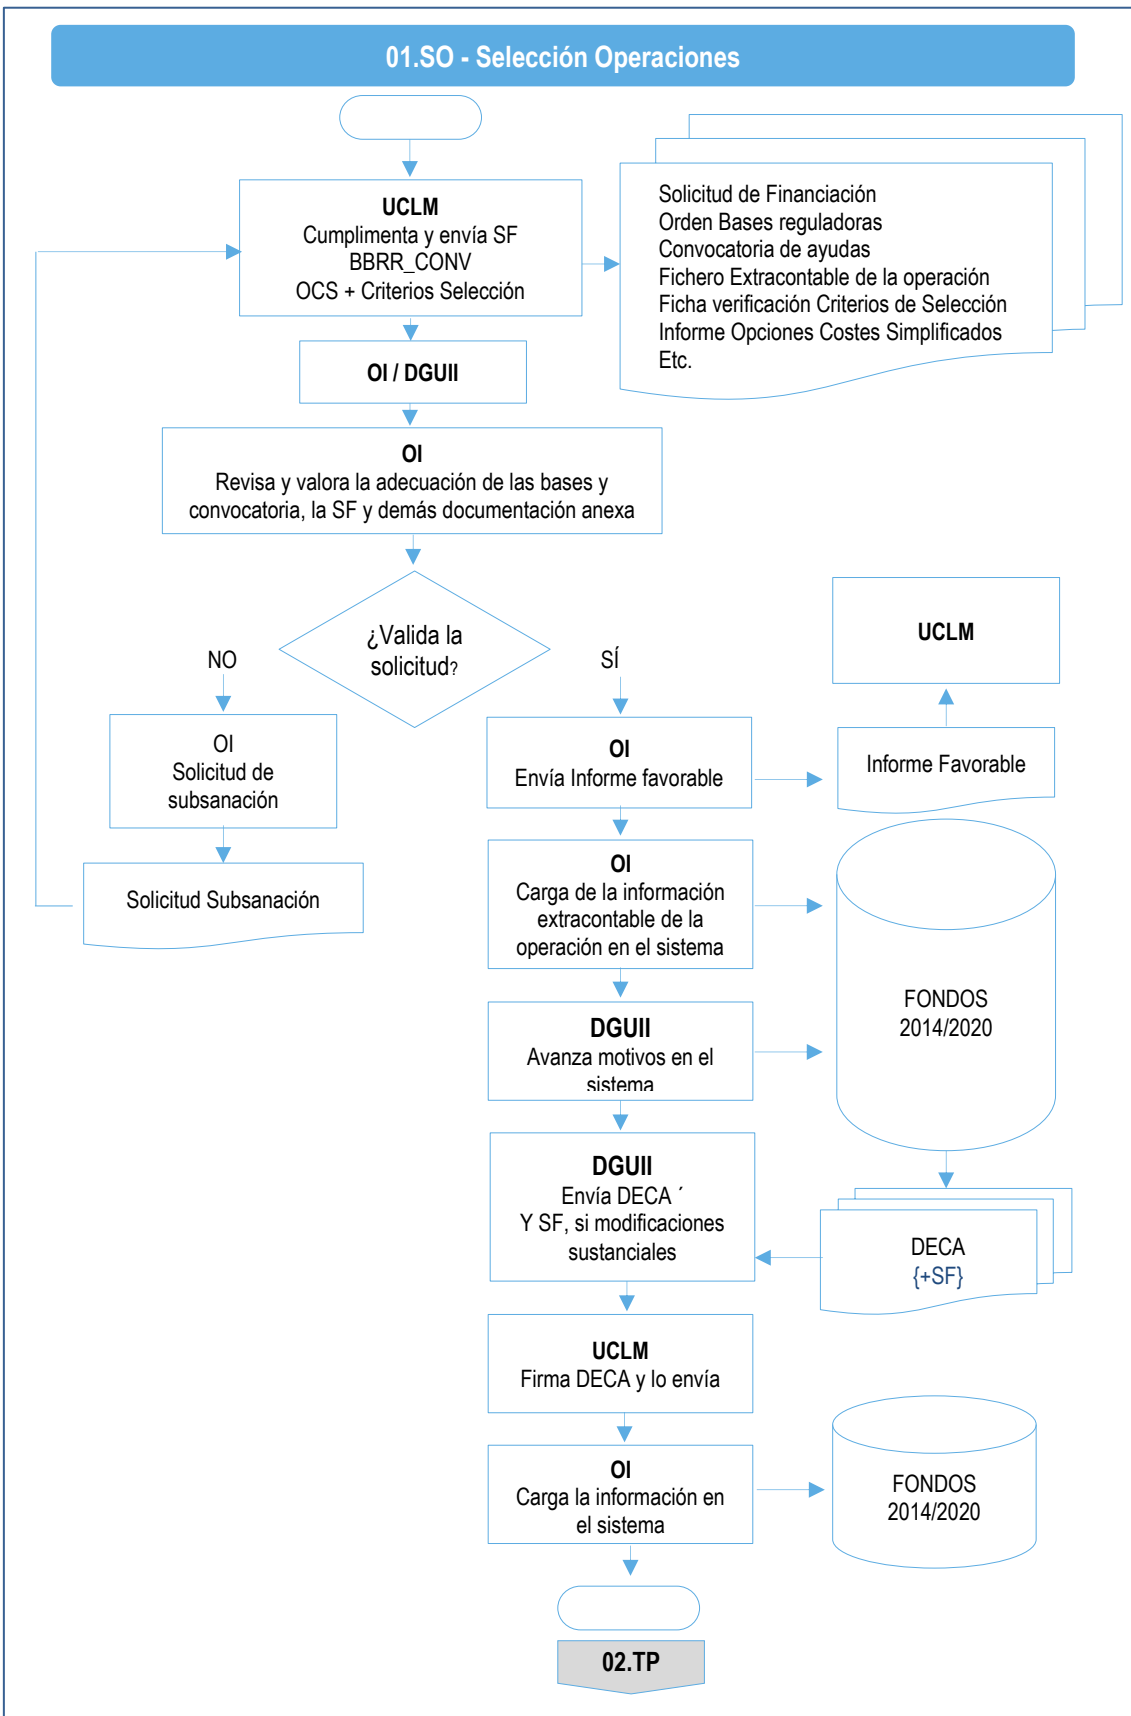 01.SO - Selección Operaciones
UCLM
Cumplimenta y envía SF
BBRR_CONV
OCS + Criterios Selección
Solicitud de Financiación
Orden Bases reguladoras
Convocatoria de ayudas
Fichero Extracontable de la operación
Ficha verificación Criterios de Selección
Informe Opciones Costes Simplificados
Etc.
OI / DGUII
OI
Revisa y valora la adecuación de las bases y
convocatoria, la SF y demás documentación anexa
¿Valida la
solicitud?
NO
SÍ
UCLM
OI
Solicitud de
subsanación
OI
Envía Informe favorable
Informe Favorable
Solicitud Subsanación
OI
Carga de la información
extracontable de la
operación en el sistema
FONDOS
2014/2020
DGUII
Avanza motivos en el
sistema
DGUII
Envía DECA ´
Y SF, si modificaciones
sustanciales
DECA
{+SF}
UCLM
Firma DECA y lo envía
OI
Carga la información en
el sistema
FONDOS
2014/2020
02.TP